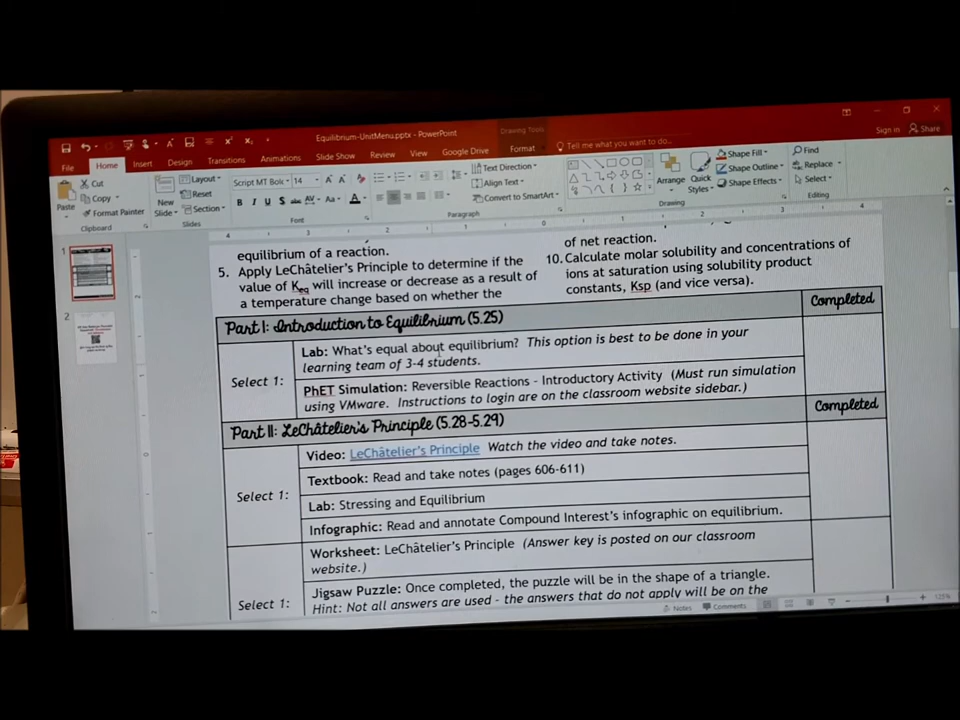 Equilibrium-UnitMenu.pptx - PowerPoint
Drawing Tools
Sign in
Share
File
Home
Insert
Design
Transitions
Animations
Slide Show
Review
View
Google Drive
Format
Tell me what you want to do...
Paste
Cut
Copy
Format Painter
Clipboard
New
Slide
Layout
Reset
Section
Slides
Script MT Bol
14
B I U S abc AV Aa A
Font
Text Direction
Align Text
Convert to SmartArt
Paragraph
Arrange
Quick
Styles
Shape Fill
Shape Outline
Shape Effects
Drawing
Find
Replace
Select
Editing
1
2
equilibrium of a reaction.
5. Apply LeChâtelier's Principle to determine if the
value of Keq will increase or decrease as a result of
a temperature change based on whether the
of net reaction.
10. Calculate molar solubility and concentrations of
ions at saturation using solubility product
constants, Ksp (and vice versa).
Part I: Introduction to Equilibrium (5.25)
Completed
Select 1:
Lab: What's equal about equilibrium? This option is best to be done in your
learning team of 3-4 students.
PhET Simulation: Reversible Reactions - Introductory Activity (Must run simulation
using VMware. Instructions to login are on the classroom website sidebar.)
Part II: LeChâtelier's Principle (5.28-5.29)
Completed
Select 1:
Video: LeChâtelier's Principle Watch the video and take notes.
Textbook: Read and take notes (pages 606-611)
Lab: Stressing and Equilibrium
Infographic: Read and annotate Compound Interest's infographic on equilibrium.
Select 1:
Worksheet: LeChâtelier's Principle (Answer key is posted on our classroom
website.)
Jigsaw Puzzle: Once completed, the puzzle will be in the shape of a triangle.
Hint: Not all answers are used - the answers that do not apply will be on the
Notes
Comments
125%